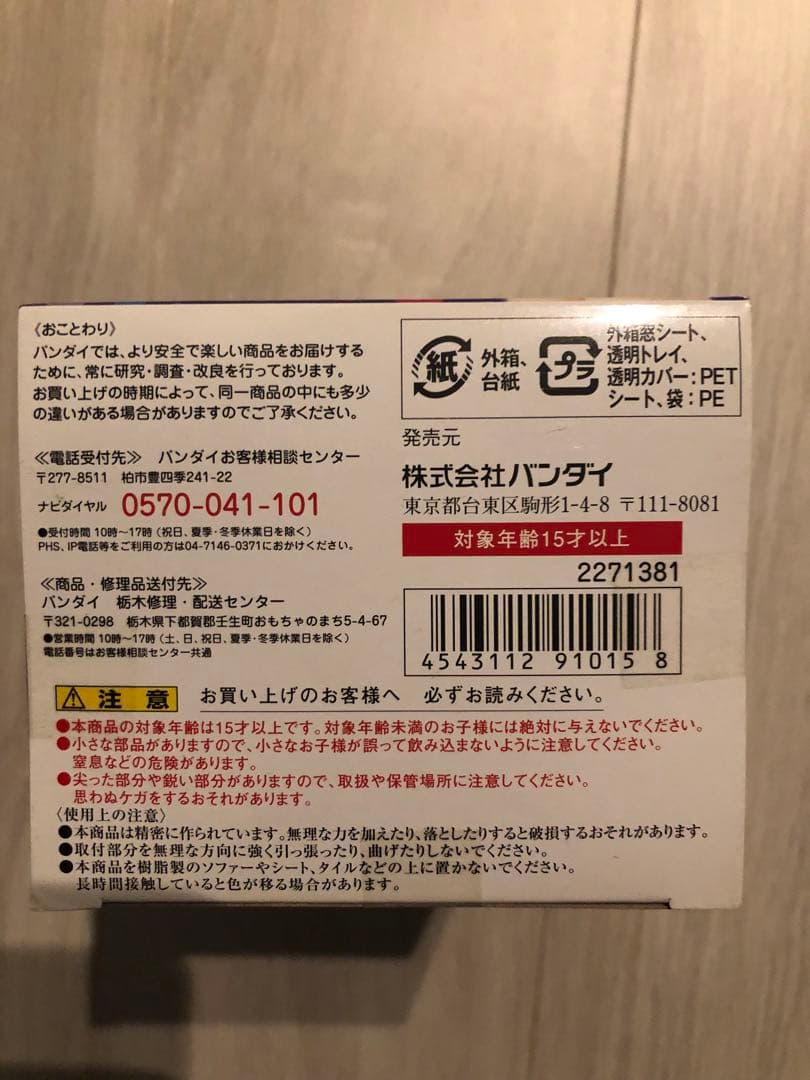 《おことわり》
バンダイでは、より安全で楽しい商品をお届けする
ために、常に研究・調査・改良を行っております。
お買い上げの時期によって、同一商品の中にも多少
の違いがある場合がありますのでご了承ください。
≪電話受付先≫ バンダイお客様相談センター
〒277-8511 柏市豊四季241-22
ナビダイヤル 0570-041-101
●受付時間 10時〜17時(祝日、夏季・冬季休業日を除く)
PHS、IP電話等をご利用の方は04-7146-0371におかけください。
≪商品・修理品送付先≫
バンダイ 栃木修理・配送センター
〒321-0298 栃木県下都賀郡壬生町おもちゃのまち5-4-67
●営業時間 10時〜17時(土、日、祝日、夏季・冬季休業日を除く)
電話番号はお客様相談センター共通
紙
外箱、
台紙
プラ
外箱窓シート、
透明トレイ、
透明カバー:PET
シート、袋:PE
発売元
株式会社バンダイ
東京都台東区駒形1-4-8 〒111-8081
対象年齢15才以上
2271381
4543112 91015 8
注意 お買い上げのお客様へ 必ずお読みください。
●本商品の対象年齢は15才以上です。対象年齢未満のお子様には絶対に与えないでください。
●小さな部品がありますので、小さなお子様が誤って飲み込まないように注意してください。
窒息などの危険があります。
●尖った部分や鋭い部分がありますので、取扱や保管場所に注意してください。
思わぬケガをするおそれがあります。
〈使用上の注意〉
●本商品は精密に作られています。無理な力を加えたり、落としたりすると破損するおそれがあります。
●取付部分を無理な方向に強く引っ張ったり、曲げたりしないでください。
●本商品を樹脂製のソファーやシート、タイルなどの上に置かないでください。
長時間接触していると色が移る場合があります。